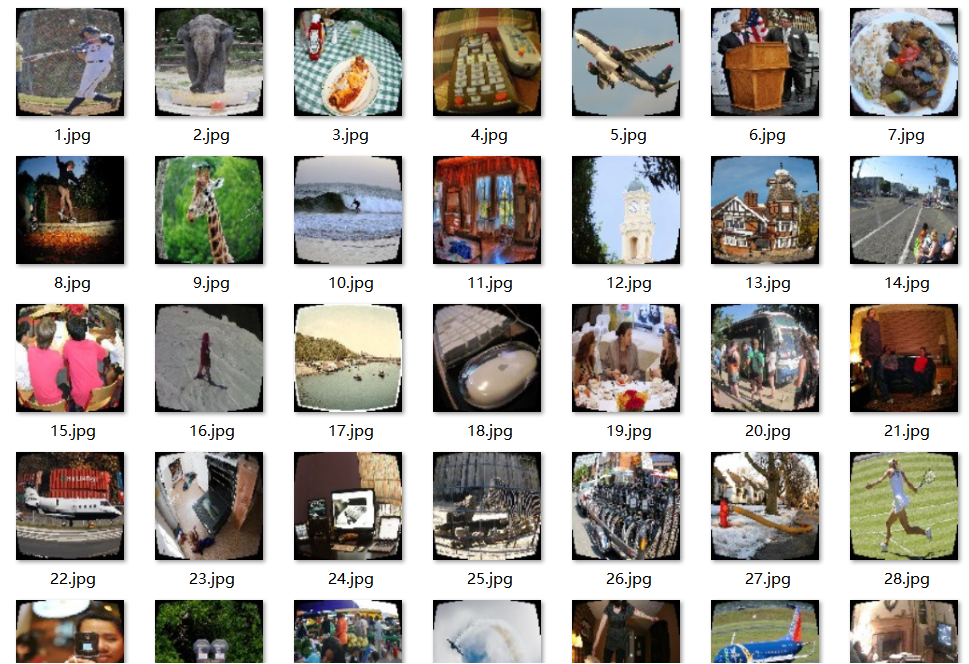 1.jpg 2.jpg 3.jpg 4.jpg 5.jpg 6.jpg 7.jpg
8.jpg 9.jpg 10.jpg 11.jpg 12.jpg 13.jpg 14.jpg
15.jpg 16.jpg 17.jpg 18.jpg 19.jpg 20.jpg 21.jpg
22.jpg 23.jpg 24.jpg 25.jpg 26.jpg 27.jpg 28.jpg